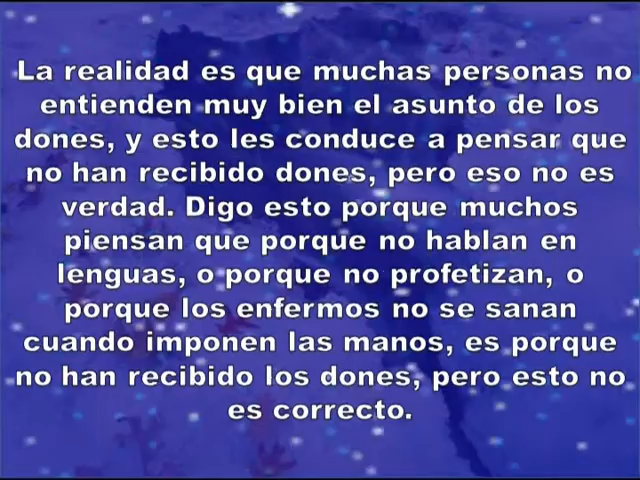 La realidad es que muchas personas no
entienden muy bien el asunto de los
dones, y esto les conduce a pensar que
no han recibido dones, pero eso no es
verdad. Digo esto porque muchos
piensan que porque no hablan en
lenguas, o porque no profetizan, o
porque los enfermos no se sanan
cuando imponen las manos, es porque
no han recibido los dones, pero esto no
es correcto.